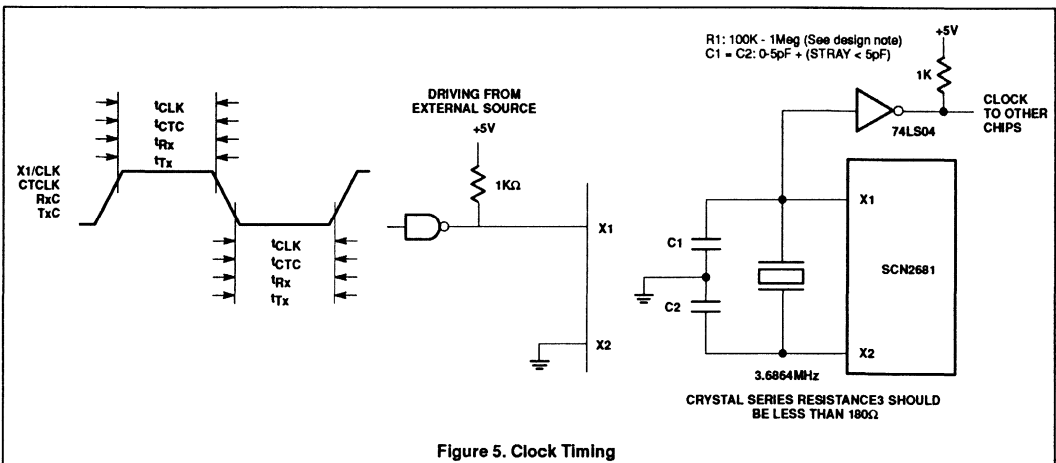 tCLK
tCTC
tRx
tTx
X1/CLK
CTCLK
RxC
TxC
tCLK
tCTC
tRx
tTx
DRIVING FROM
EXTERNAL SOURCE
+5V
1KΩ
X1
X2
R1: 100K - 1Meg (See design note)
C1 = C2: 0-5pF + (STRAY < 5pF)
+5V
1K
CLOCK
TO OTHER
CHIPS
74LS04
X1
C1
SCN2681
C2
X2
3.6864MHz
CRYSTAL SERIES RESISTANCE3 SHOULD
BE LESS THAN 180Ω
Figure 5. Clock Timing